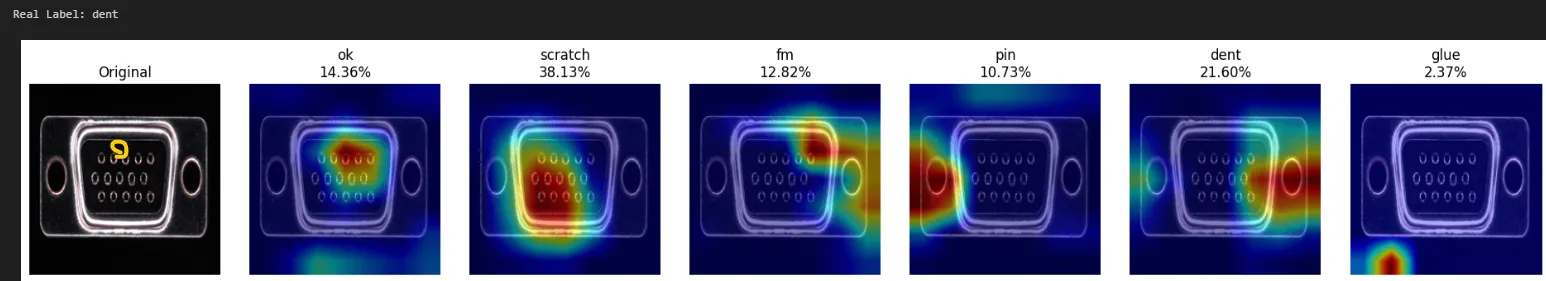 Real Label: dent
Original
ok
14.36%
scratch
38.13%
fm
12.82%
pin
10.73%
dent
21.60%
glue
2.37%